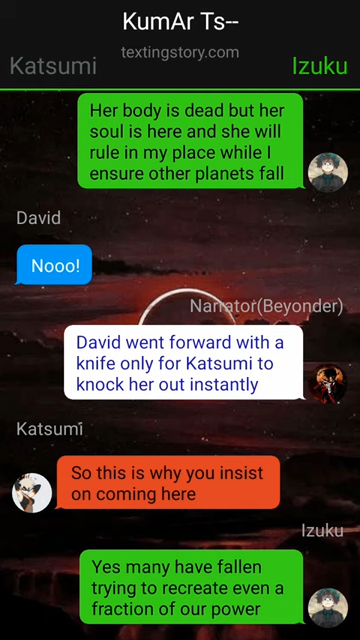 KumAr Ts--
textingstory.com
Katsumi
Izuku
Her body is dead but her
soul is here and she will
rule in my place while I
ensure other planets fall
David
Nooo!
Narrator(Beyonder)
David went forward with a
knife only for Katsumi to
knock her out instantly
Katsumi
So this is why you insist
on coming here
Izuku
Yes many have fallen
trying to recreate even a
fraction of our power